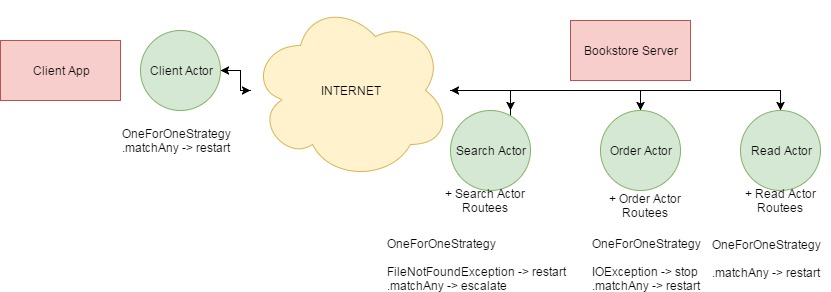 Client App
Client Actor
INTERNET
Bookstore Server
OneForOneStrategy
.matchAny -> restart
Search Actor
+ Search Actor
Routees
OneForOneStrategy
FileNotFoundException -> restart
.matchAny -> escalate
Order Actor
+ Order Actor
Routees
OneForOneStrategy
IOException -> stop
.matchAny -> restart
Read Actor
+ Read Actor
Routees
OneForOneStrategy
.matchAny -> restart